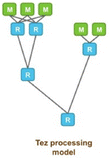 M M M M M
R R R
R
R
Tez processing
model